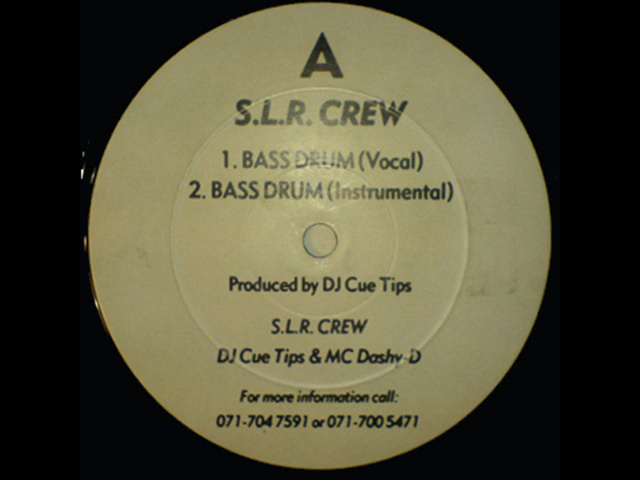 A
S.L.R. CREW
1. BASS DRUM (Vocal)
2. BASS DRUM (Instrumental)
Produced by DJ Cue Tips
S.L.R. CREW
DJ Cue Tips & MC Dashy-D
For more information call:
071-704 7591 or 071-700 5471